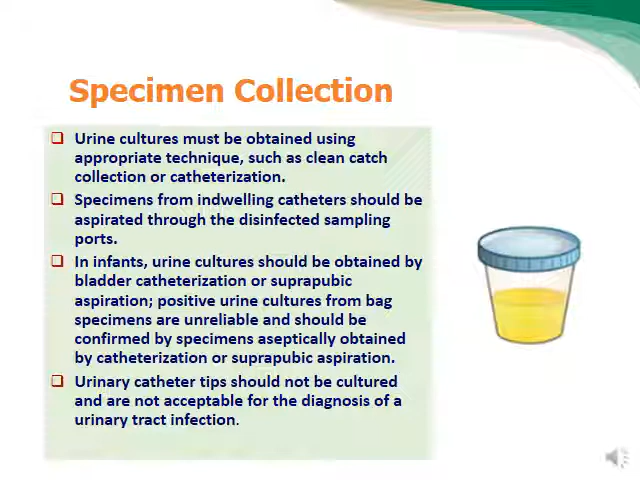 Specimen Collection
Urine cultures must be obtained using
appropriate technique, such as clean catch
collection or catheterization.
Specimens from indwelling catheters should be
aspirated through the disinfected sampling
ports.
In infants, urine cultures should be obtained by
bladder catheterization or suprapubic
aspiration; positive urine cultures from bag
specimens are unreliable and should be
confirmed by specimens aseptically obtained
by catheterization or suprapubic aspiration.
Urinary catheter tips should not be cultured
and are not acceptable for the diagnosis of a
urinary tract infection.